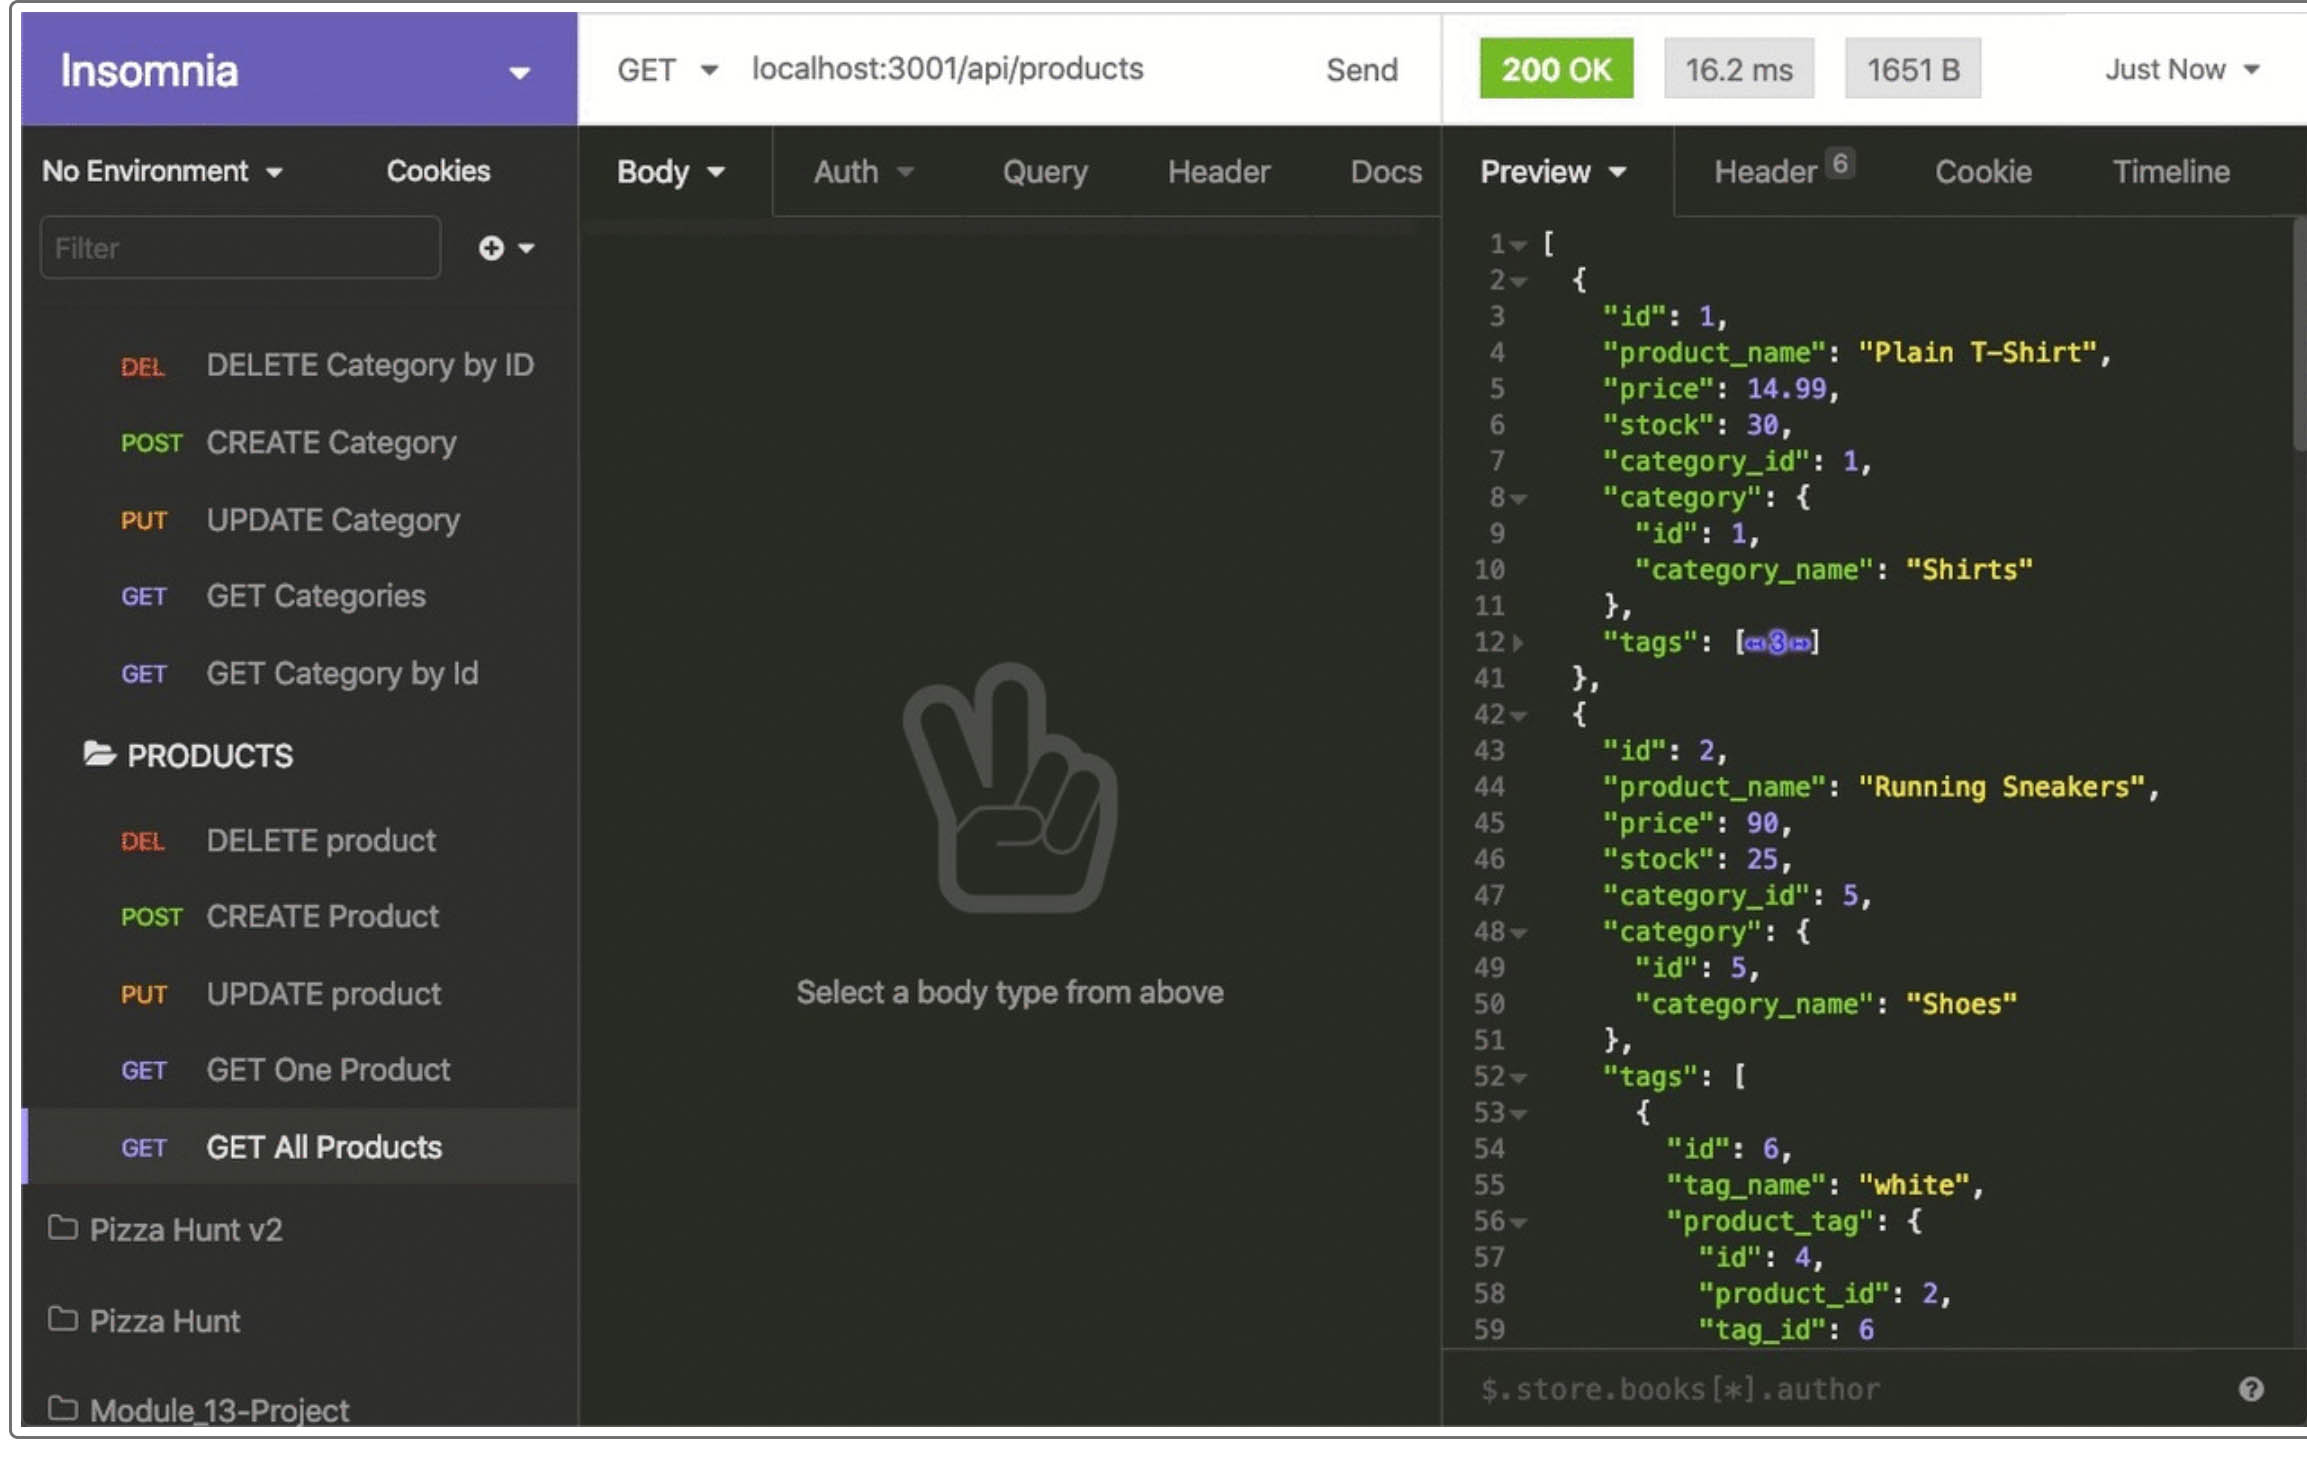 Insomnia
GET localhost:3001/api/products Send
200 OK 16.2 ms 1651 B Just Now
No Environment Cookies
Filter
DEL DELETE Category by ID
POST CREATE Category
PUT UPDATE Category
GET GET Categories
GET GET Category by Id
PRODUCTS
DEL DELETE product
POST CREATE Product
PUT UPDATE product
GET GET One Product
GET GET All Products
Pizza Hunt v2
Pizza Hunt
Module_13-Project
Body Auth Query Header Docs
Select a body type from above
Preview Header 6 Cookie Timeline
1 [
2 {
3 "id": 1,
4 "product_name": "Plain T-Shirt",
5 "price": 14.99,
6 "stock": 30,
7 "category_id": 1,
8 "category": {
9 "id": 1,
10 "category_name": "Shirts"
11 },
12 "tags": [↔3↔]
41 },
42 {
43 "id": 2,
44 "product_name": "Running Sneakers",
45 "price": 90,
46 "stock": 25,
47 "category_id": 5,
48 "category": {
49 "id": 5,
50 "category_name": "Shoes"
51 },
52 "tags": [
53 {
54 "id": 6,
55 "tag_name": "white",
56 "product_tag": {
57 "id": 4,
58 "product_id": 2,
59 "tag_id": 6
$.store.books[*].author